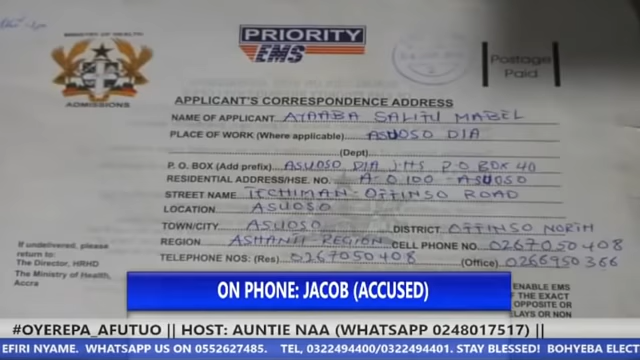 MINISTRY OF HEALTH
ADMISSIONS
PRIORITY
EMS
Postage
Paid
APPLICANT'S CORRESPONDENCE ADDRESS
NAME OF APPLICANT AYAABA SALIFU MABEL
PLACE OF WORK (Where applicable) ASUOSO D/A
(Dept)
P. O. BOX (Add prefix) ASUOSO D/A JHS P O BOX 40
RESIDENTIAL ADDRESS/HSE. NO. A-0100-ASUOSO
STREET NAME TECHIMAN-OFFINSO ROAD
LOCATION ASUOSO
TOWN/CITY ASUOSO DISTRICT OFFINSO NORTH
REGION ASHANTI-REGION CELL PHONE NO. 0267050408
TELEPHONE NOS: (Res) 0267050408 (Office) 0266950366
If undelivered, please
return to:
The Director, HRHD
The Ministry of Health,
Accra
ENABLE EMS
OF THE EXACT
OPPOSITE OR
DELAYS OR NON
ON PHONE: JACOB (ACCUSED)
#OYEREPA_AFUTUO || HOST: AUNTIE NAA (WHATSAPP 0248017517) ||
EFIRI NYAME. WHATSAPP US ON 0552627485. TEL, 0322494400/0322494401. STAY BLESSED! BOHYEBA ELECT